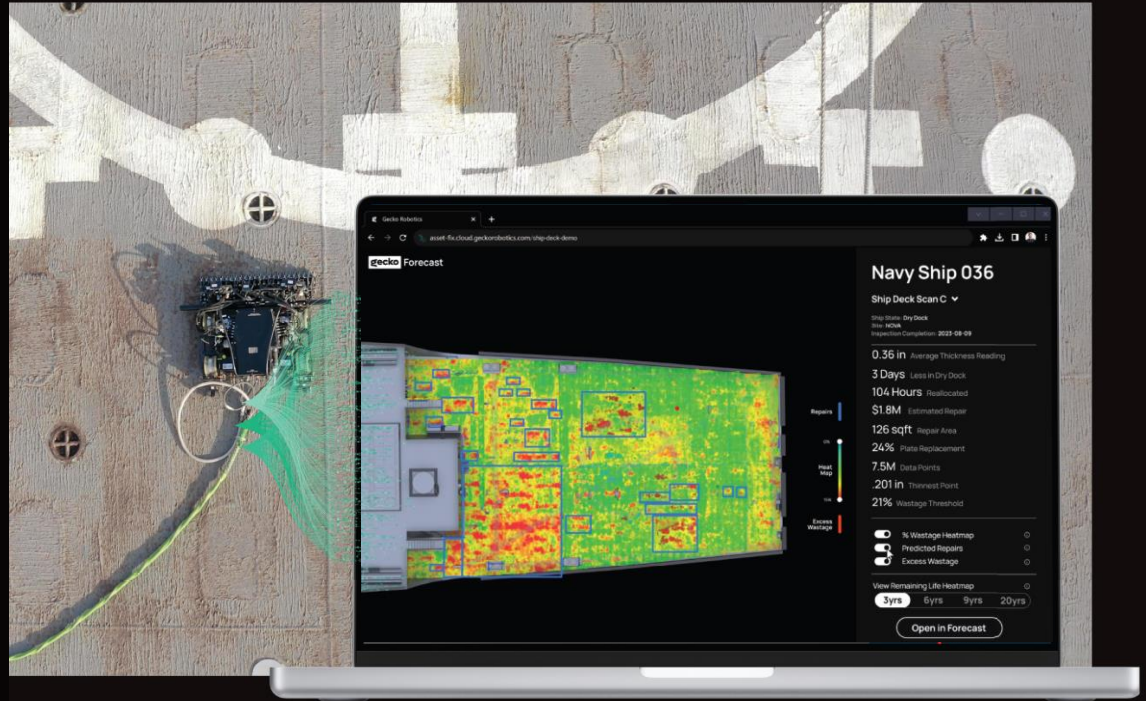 Gecko Robotics
asset-fix.cloud.geckorobotics.com/ship-deck-demo
gecko Forecast
Navy Ship 036
Ship Deck Scan C
Ship State: Dry Dock
Site:
Inspection Completion: 2023-08-09
0.36 in Average Thickness Reading
3 Days Less in Dry Dock
104 Hours Reallocated
$1.8M Estimated Repair
126 sqft Repair Area
24% Plate Replacement
7.5M Data Points
.201 in Thinnest Point
21% Wastage Threshold
Repairs
0%
Heat
Map
Excess
Wastage
% Wastage Heatmap
Predicted Repairs
Excess Wastage
View Remaining Life Heatmap
3yrs 6yrs 9yrs 20yrs
Open in Forecast